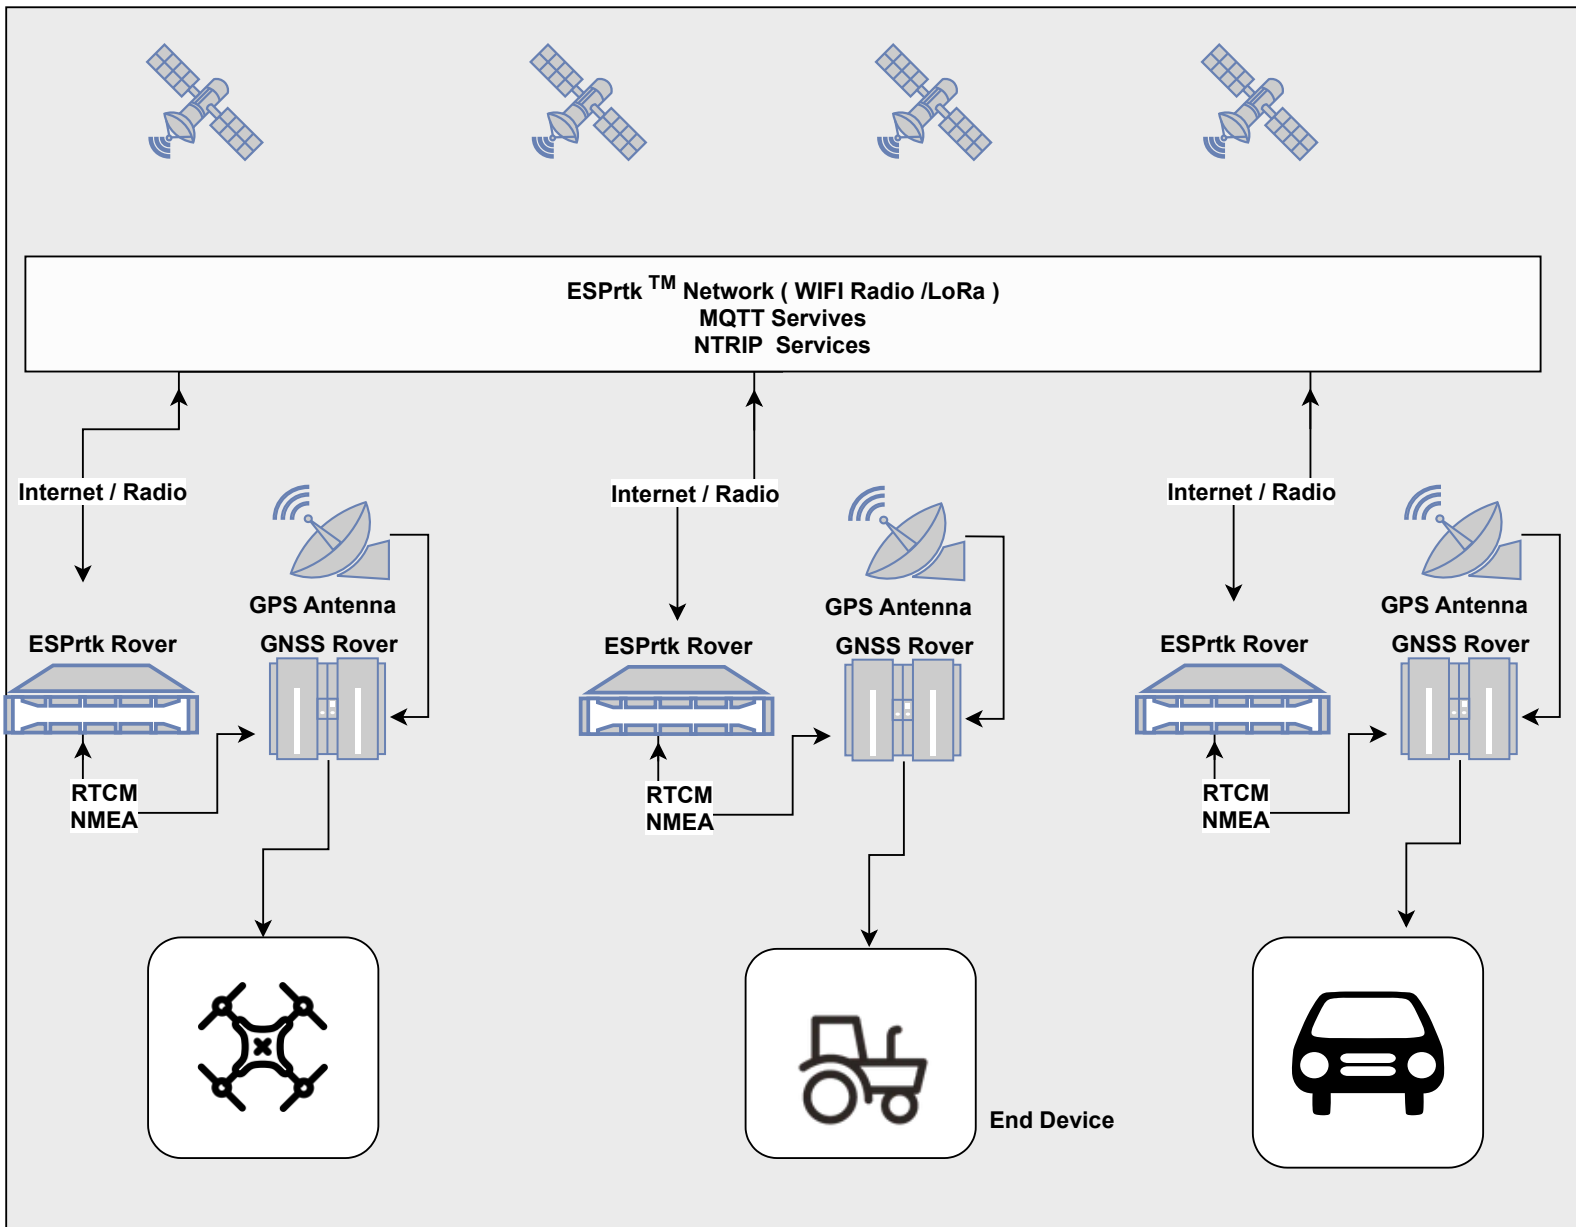 ESPrtk TM Network ( WIFI Radio /LoRa )
MQTT Servives
NTRIP Services
Internet / Radio
Internet / Radio
Internet / Radio
GPS Antenna
GPS Antenna
GPS Antenna
ESPrtk Rover
GNSS Rover
ESPrtk Rover
GNSS Rover
ESPrtk Rover
GNSS Rover
RTCM
NMEA
RTCM
NMEA
RTCM
NMEA
End Device